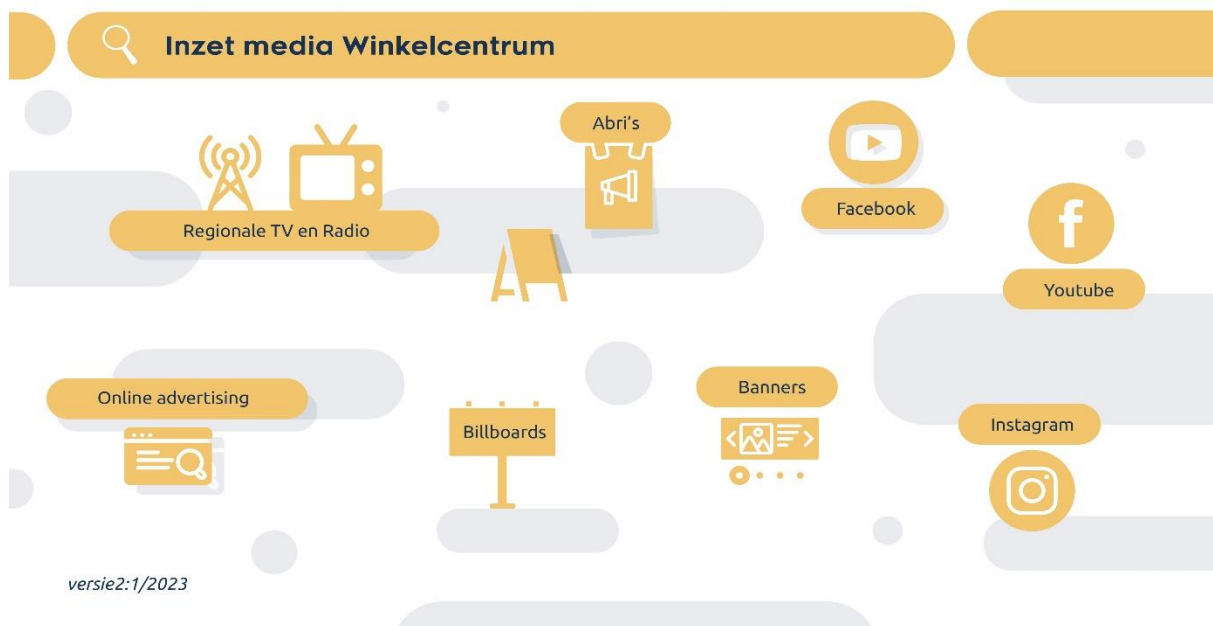 Inzet media Winkelcentrum
Abri's
Facebook
Regionale TV en Radio
Youtube
Online advertising
Banners
Billboards
Instagram
versie2:1/2023